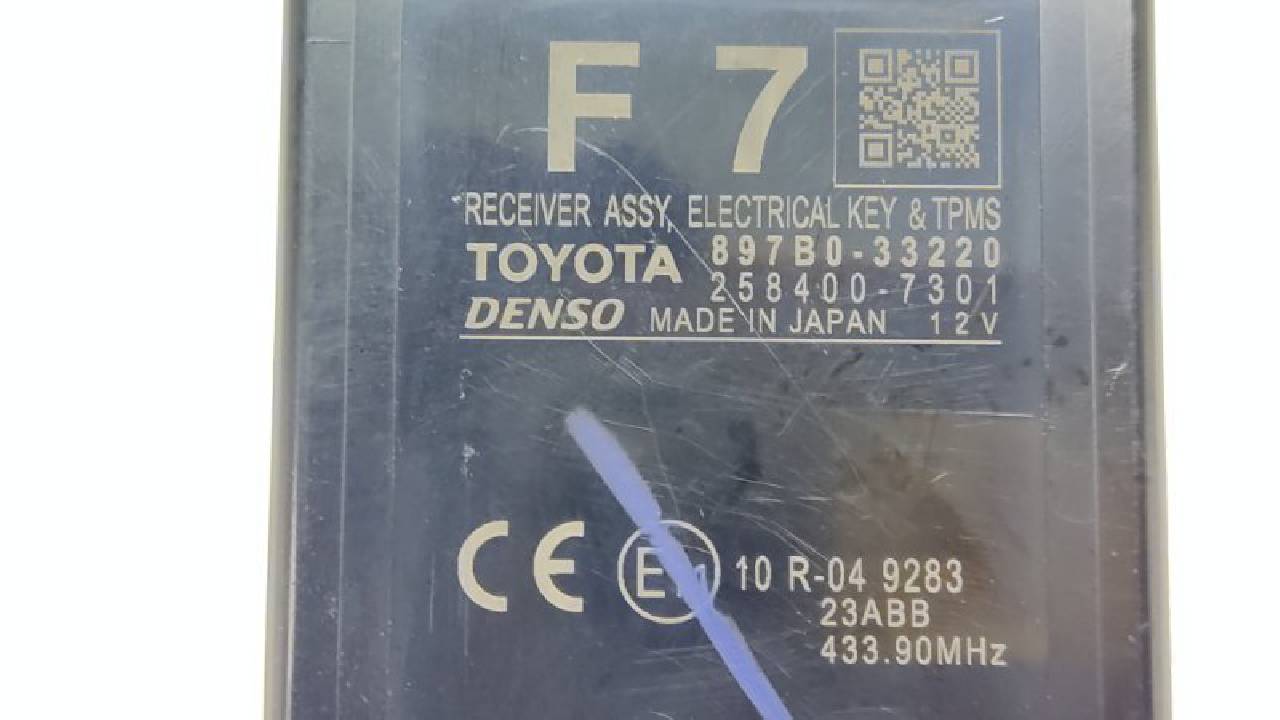 F 7
RECEIVER ASSY, ELECTRICAL KEY & TPMS
TOYOTA 897B0-33220
258400-7301
DENSO MADE IN JAPAN 12V
CE 10 R-04 9283
23ABB
433.90MHz